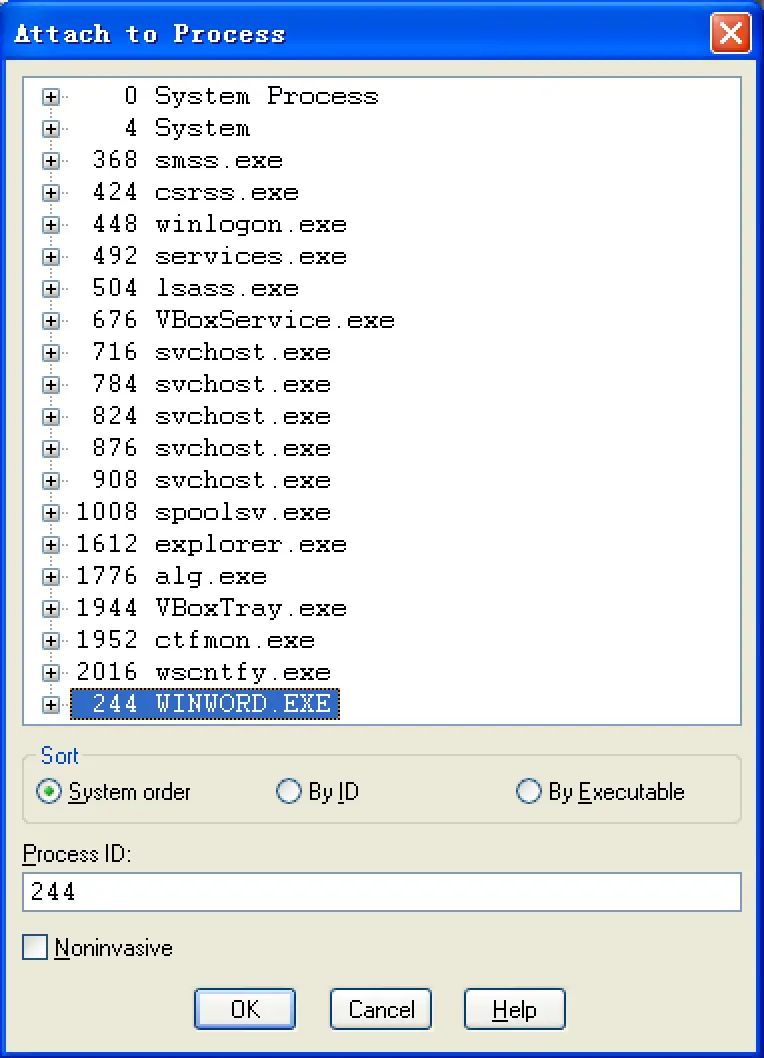 Attach to Process
0 System Process
4 System
368 smss.exe
424 csrss.exe
448 winlogon.exe
492 services.exe
504 lsass.exe
676 VBoxService.exe
716 svchost.exe
784 svchost.exe
824 svchost.exe
876 svchost.exe
908 svchost.exe
1008 spoolsv.exe
1612 explorer.exe
1776 alg.exe
1944 VBoxTray.exe
1952 ctfmon.exe
2016 wscntfy.exe
244 WINWORD.EXE
Sort
System order By ID By Executable
Process ID:
244
Noninvasive
OK Cancel Help